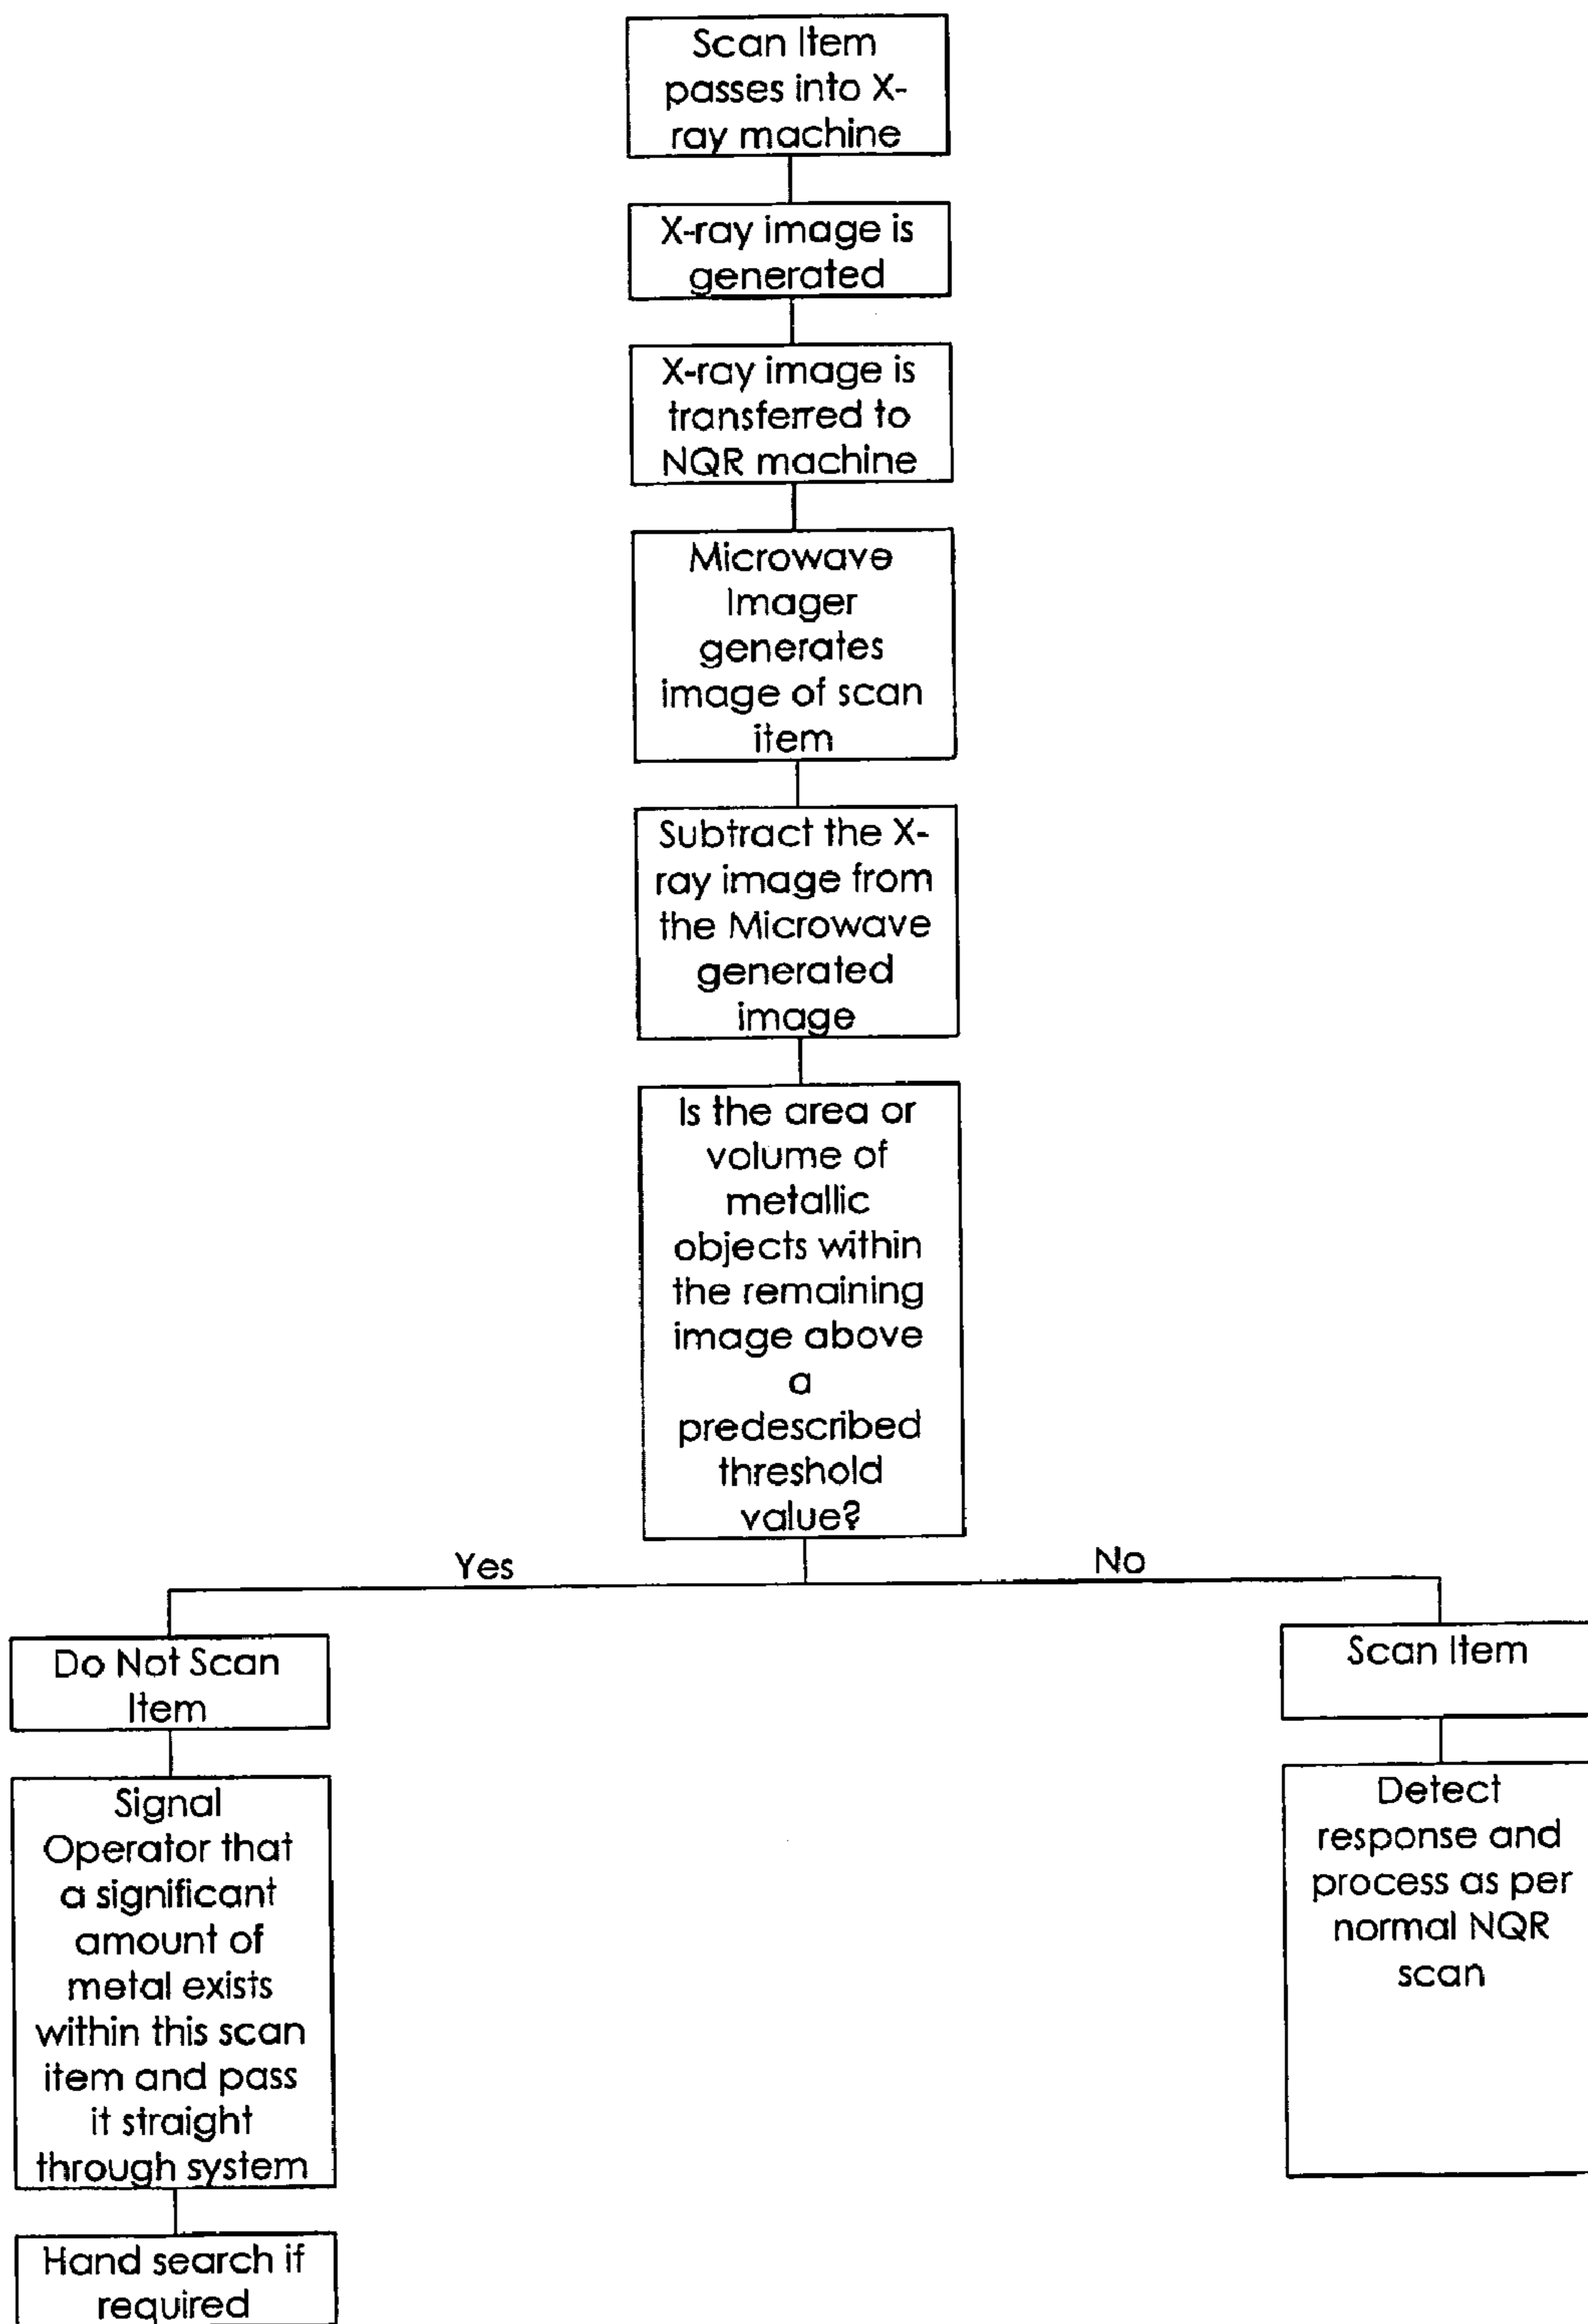 Scan Item
passes into X-
ray machine
X-ray image is
generated
X-ray image is
transferred to
NQR machine
Microwave
Imager
generates
image of scan
item
Subtract the X-
ray image from
the Microwave
generated
image
Is the area or
volume of
metallic
objects within
the remaining
image above
a
predescribed
threshold
value?
Yes
No
Do Not Scan
Item
Signal
Operator that
a significant
amount of
metal exists
within this scan
item and pass
it straight
through system
Hand search if
required
Scan Item
Detect
response and
process as per
normal NQR
scan